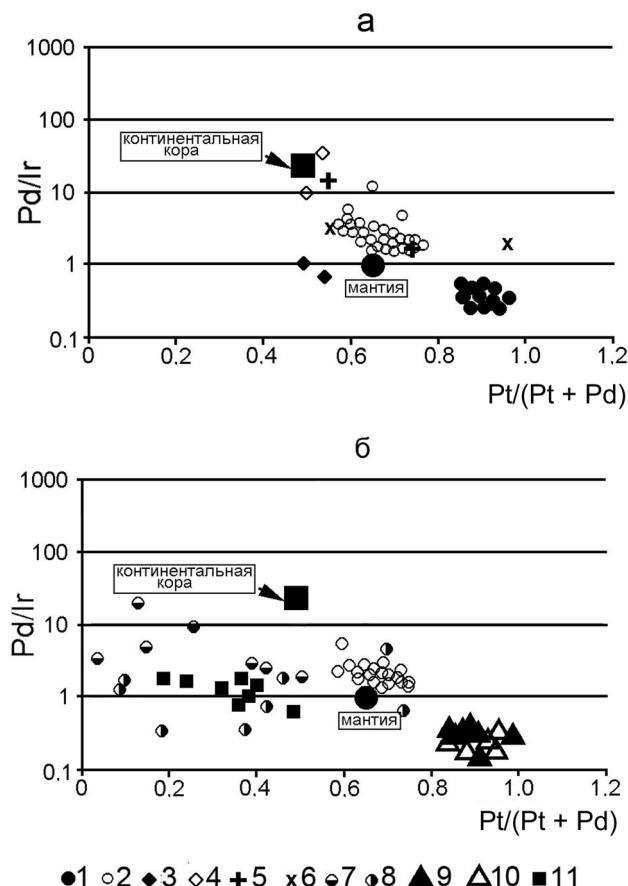 а
1000
100
10
1
0.1
Pd/Ir
континентальная
кора
мантия
0 0,2 0,4 0,6 0,8 1,0 1,2
Pt/(Pt + Pd)
б
1000
100
10
1
0.1
Pd/Ir
континентальная
кора
мантия
0 0,2 0,4 0,6 0,8 1,0 1,2
Pt/(Pt + Pd)
1 2 3 4 5 6 7 8 9 10 11